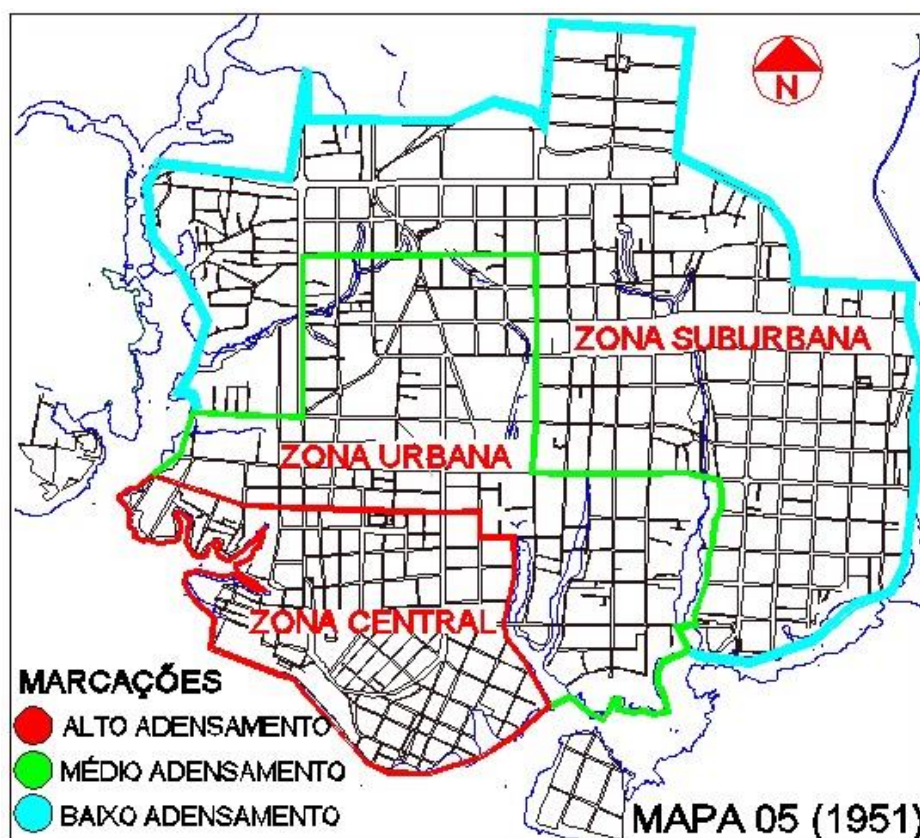 N
ZONA SUBURBANA
ZONA URBANA
ZONA CENTRAL
MARCAÇÕES
ALTO ADENSAMENTO
MÉDIO ADENSAMENTO
BAIXO ADENSAMENTO
MAPA 05 (1951)